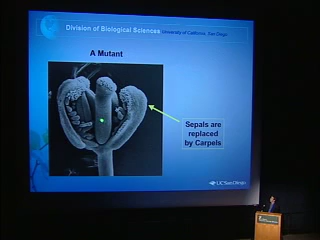 Division of Biological Sciences University of California, San Diego
A Mutant
Sepals are
replaced
by Carpels
UCSanDiego